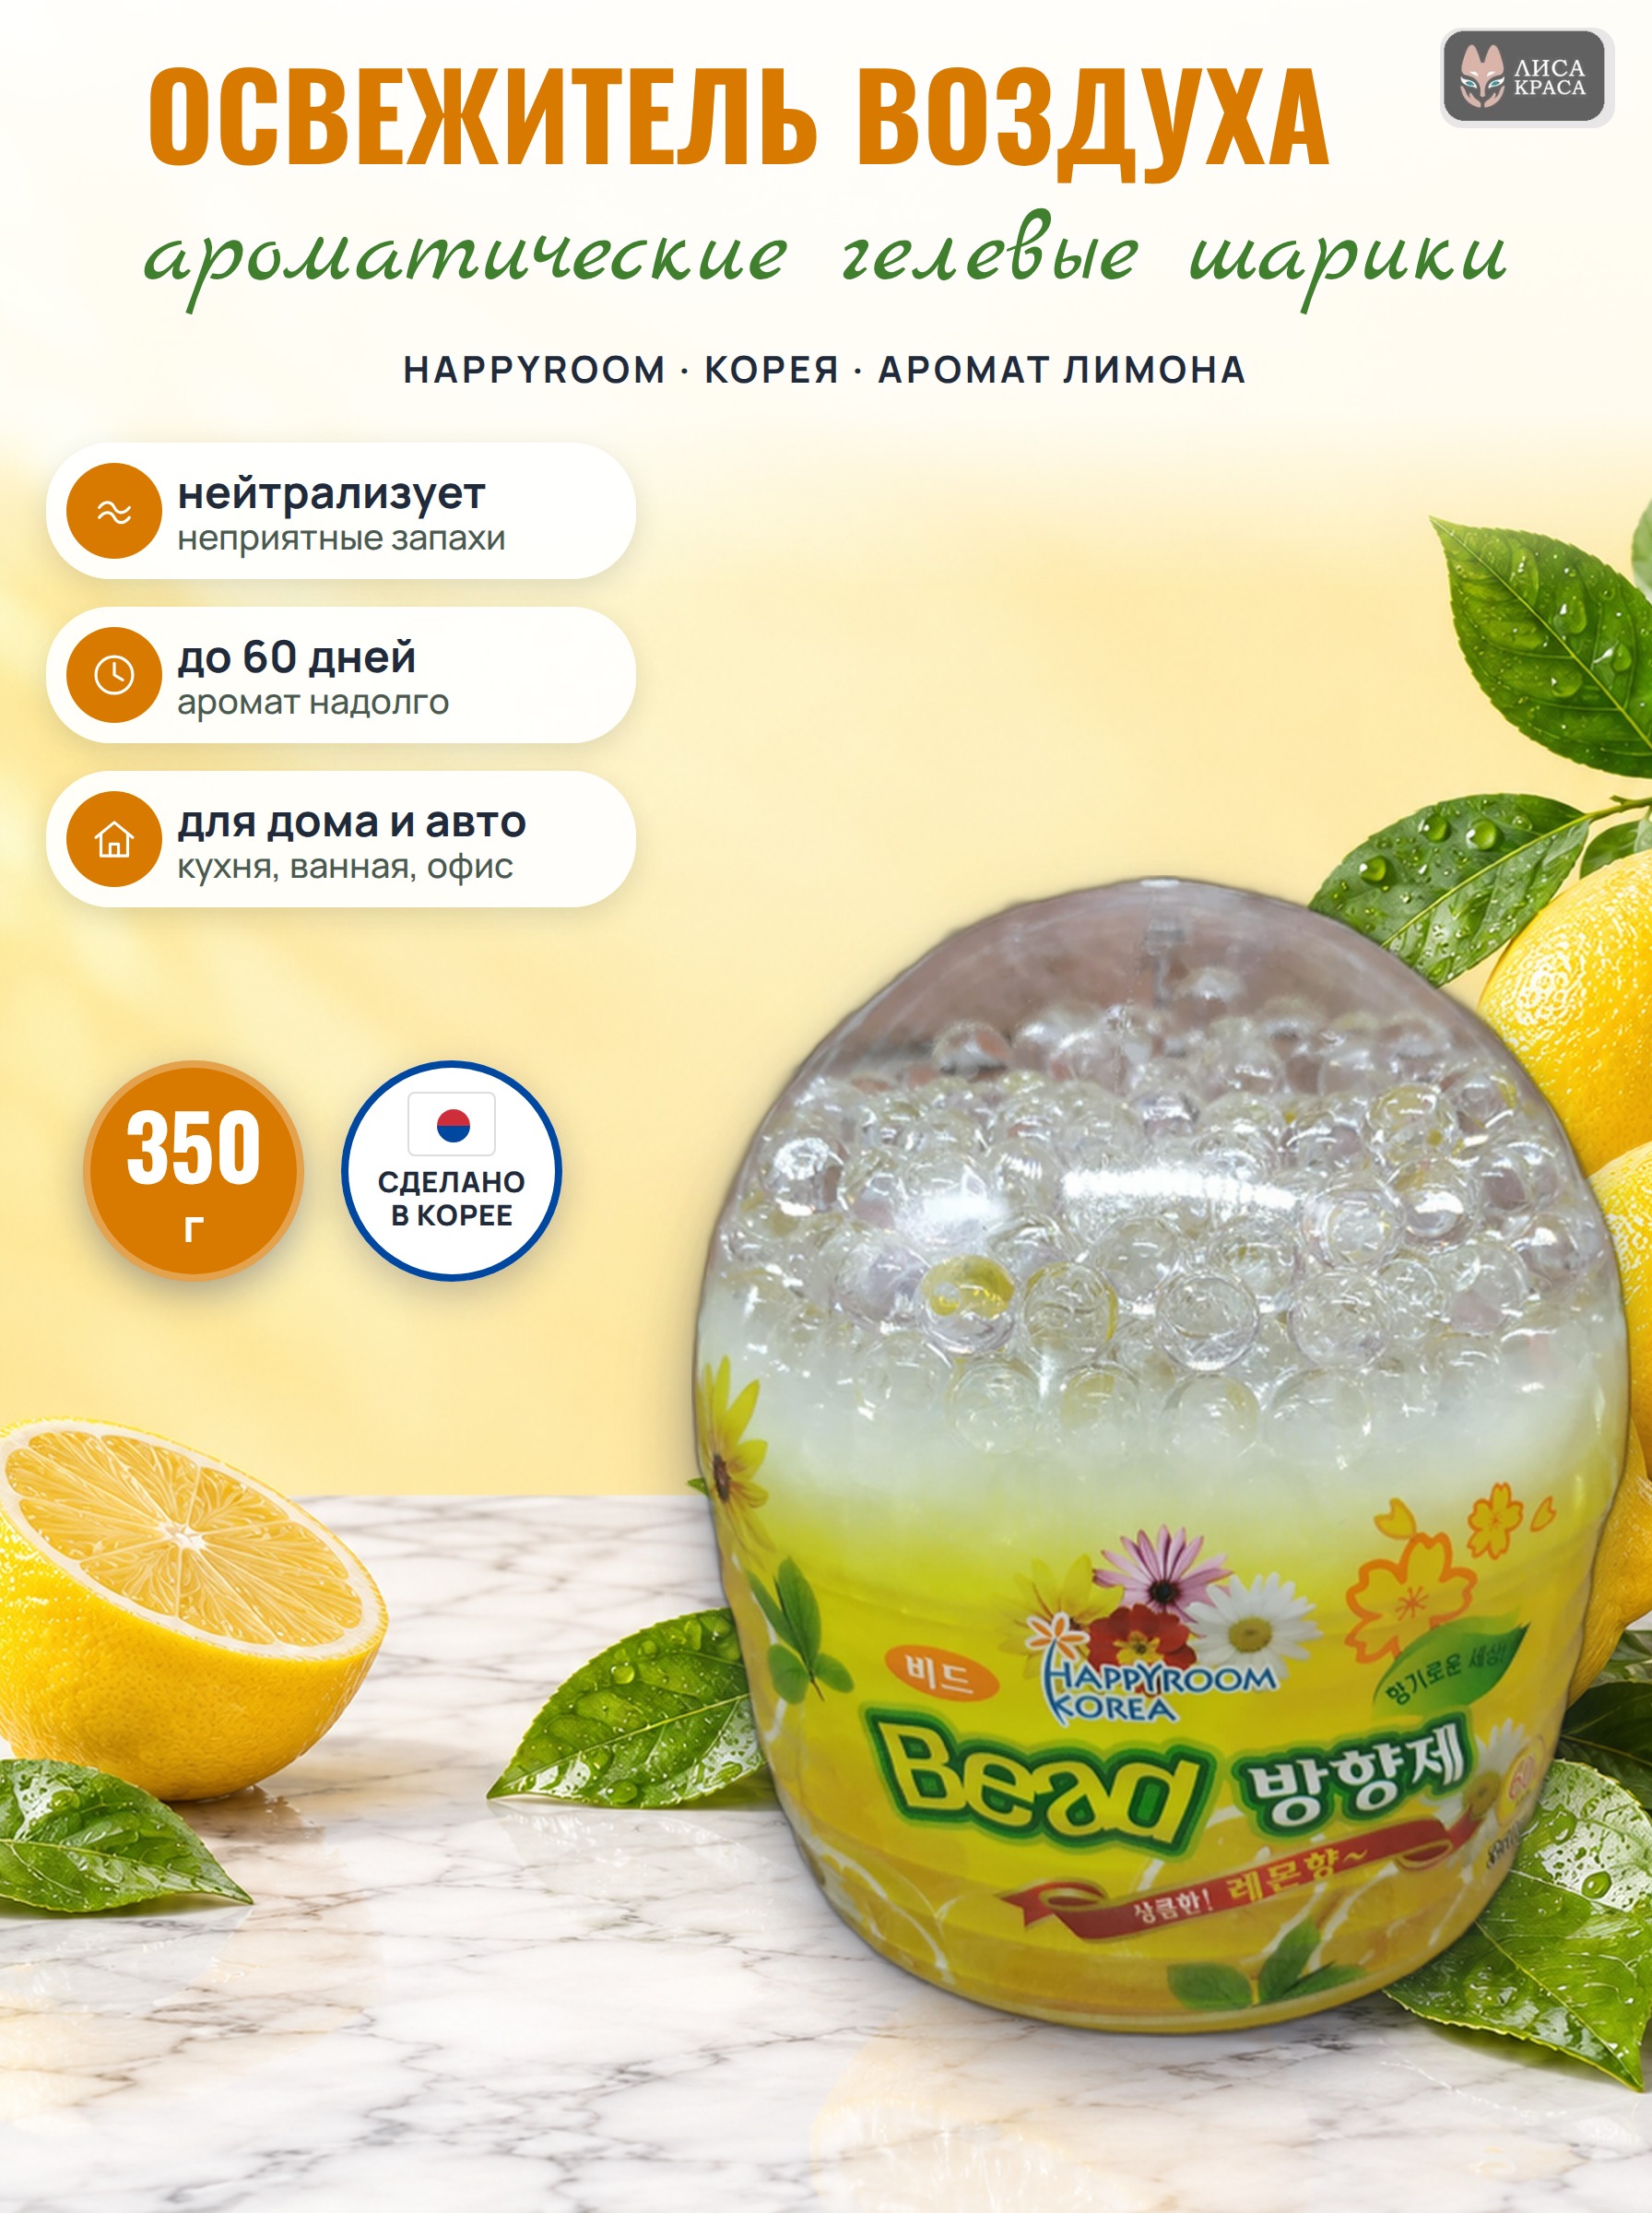 ОСВЕЖИТЕЛЬ ВОЗДУХА
ЛИСА
КРАСА
ароматические гелевые шарики
HAPPYROOM · КОРЕЯ · АРОМАТ ЛИМОНА
нейтрализует
неприятные запахи
до 60 дней
аромат надолго
для дома и авто
кухня, ванная, офис
350
г
СДЕЛАНО
В КОРЕЕ
비드
HAPPYROOM
KOREA
향기로운 세상!
Bead 방향제
상큼한! 레몬향~